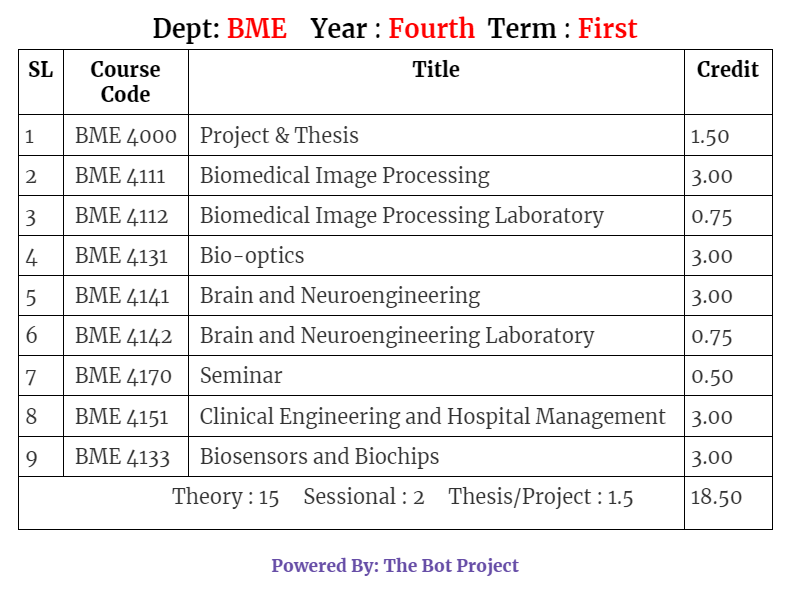 Dept: BME Year : Fourth Term : First
SL Course Code Title Credit
1 BME 4000 Project & Thesis 1.50
2 BME 4111 Biomedical Image Processing 3.00
3 BME 4112 Biomedical Image Processing Laboratory 0.75
4 BME 4131 Bio-optics 3.00
5 BME 4141 Brain and Neuroengineering 3.00
6 BME 4142 Brain and Neuroengineering Laboratory 0.75
7 BME 4170 Seminar 0.50
8 BME 4151 Clinical Engineering and Hospital Management 3.00
9 BME 4133 Biosensors and Biochips 3.00
Theory : 15 Sessional : 2 Thesis/Project : 1.5 18.50
Powered By: The Bot Project